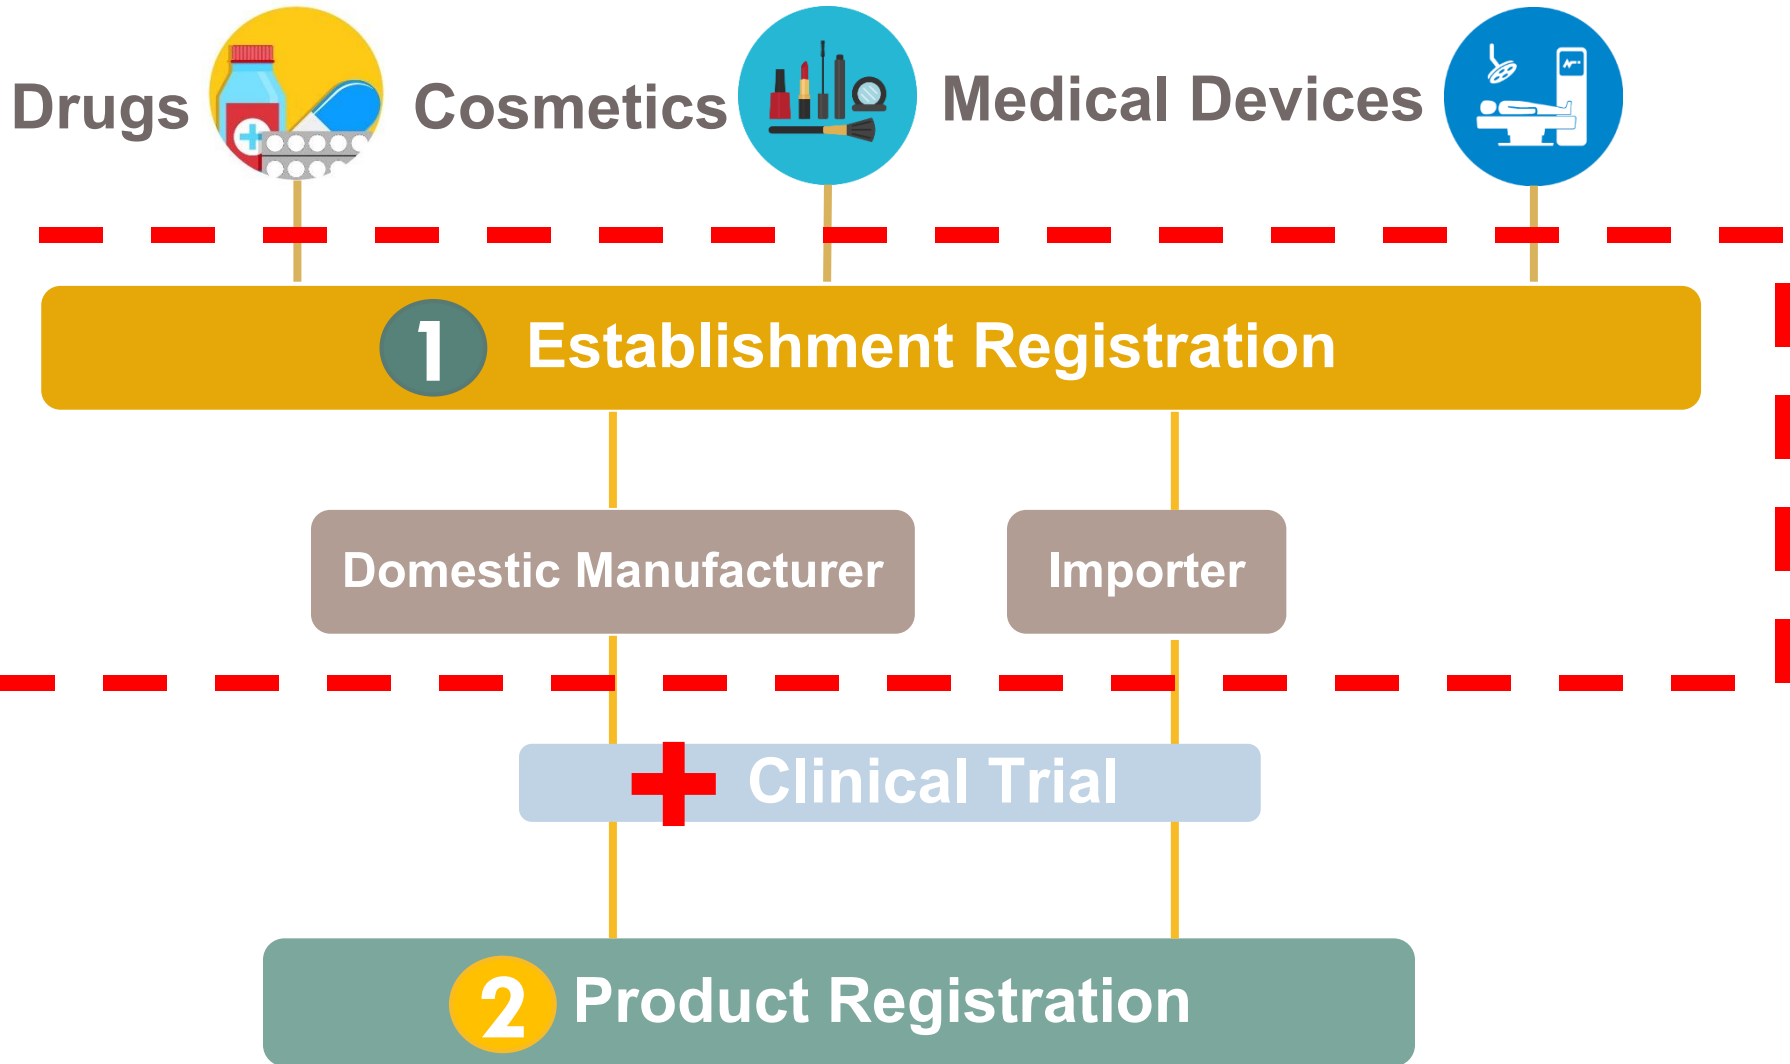 Drugs
Cosmetics
Medical Devices
1 Establishment Registration
Domestic Manufacturer
Importer
Clinical Trial
2 Product Registration